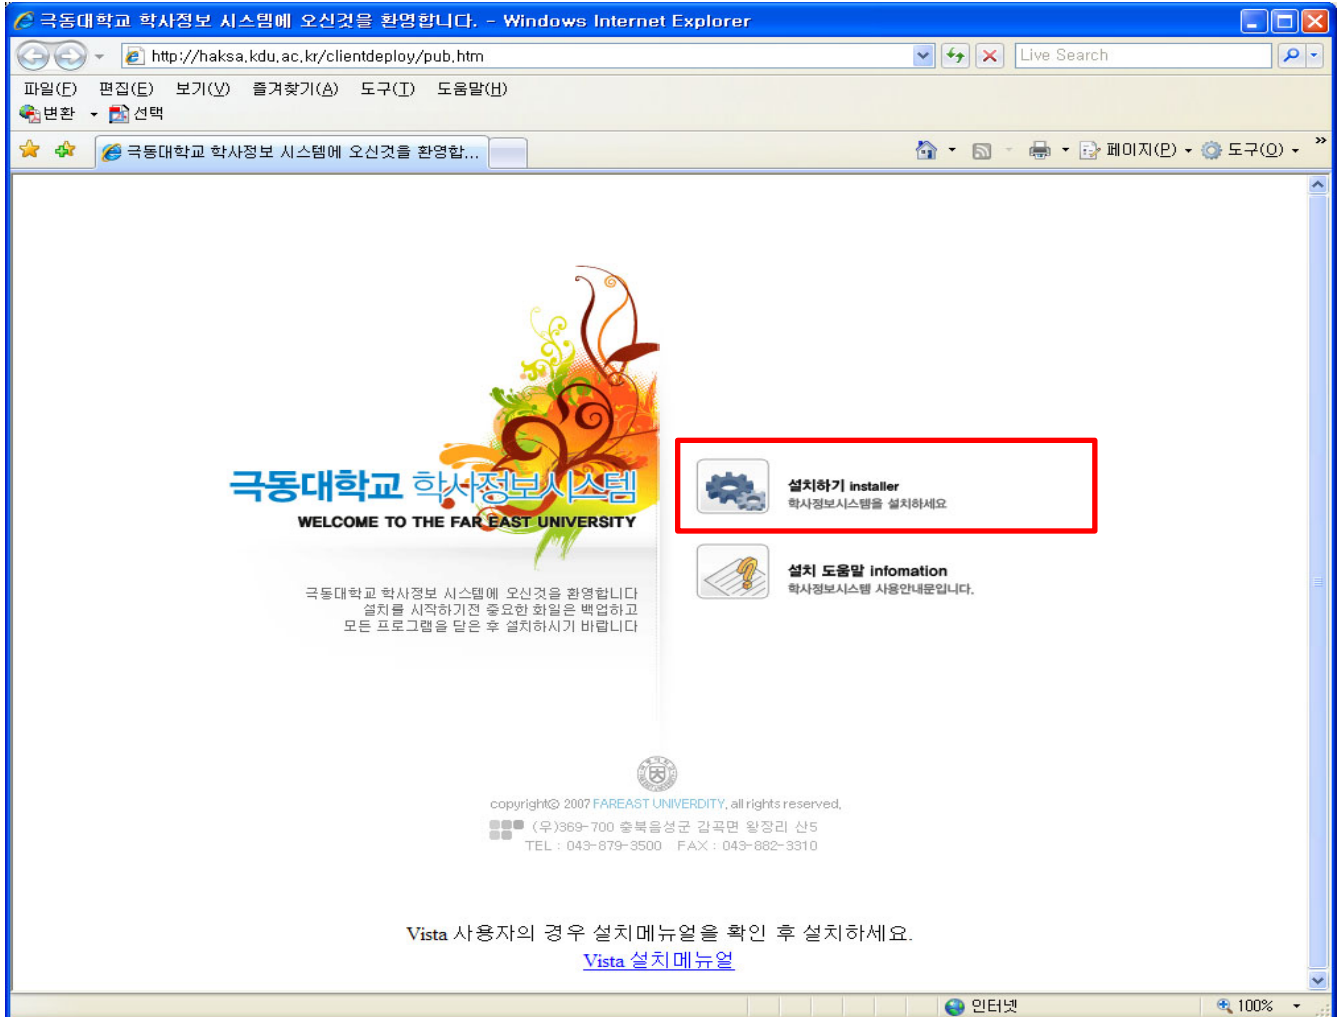 극동대학교 학사정보 시스템에 오신것을 환영합니다. - Windows Internet Explorer
http://haksa.kdu.ac.kr/clientdeploy/pub.htm
Live Search
파일(F) 편집(E) 보기(V) 즐겨찾기(A) 도구(T) 도움말(H)
변환 선택
극동대학교 학사정보 시스템에 오신것을 환영합...
페이지(P) 도구(O)
극동대학교 학사정보시스템
WELCOME TO THE FAR EAST UNIVERSITY
극동대학교 학사정보 시스템에 오신것을 환영합니다
설치를 시작하기전 중요한 화일은 백업하고
모든 프로그램을 닫은 후 설치하시기 바랍니다
설치하기 installer
학사정보시스템을 설치하세요
설치 도움말 infomation
학사정보시스템 사용안내문입니다.
copyright© 2007 FAREAST UNIVERDITY, all rights reserved.
(우)369-700 충북음성군 감곡면 왕장리 산5
TEL : 043-879-3500 FAX : 043-882-3310
Vista 사용자의 경우 설치메뉴얼을 확인 후 설치하세요.
Vista 설치메뉴얼
인터넷
100%